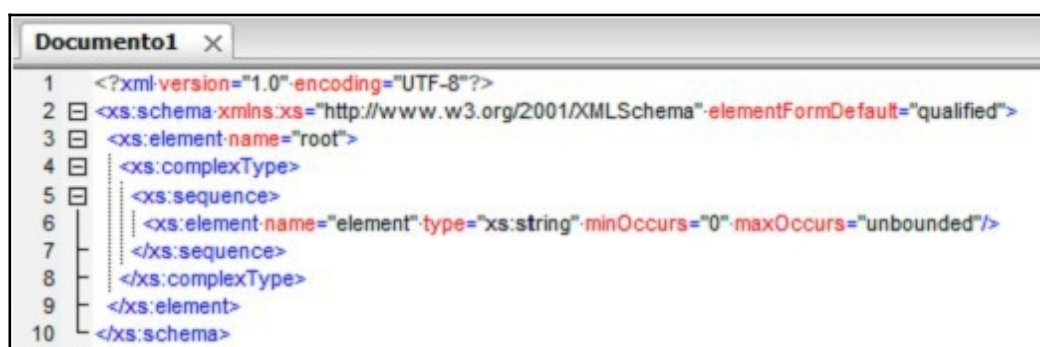 Documento1 ×
1 <?xml version="1.0" encoding="UTF-8"?>
2 <xs:schema xmlns:xs="http://www.w3.org/2001/XMLSchema" elementFormDefault="qualified">
3 <xs:element name="root">
4 <xs:complexType>
5 <xs:sequence>
6 <xs:element name="element" type="xs:string" minOccurs="0" maxOccurs="unbounded"/>
7 </xs:sequence>
8 </xs:complexType>
9 </xs:element>
10 </xs:schema>